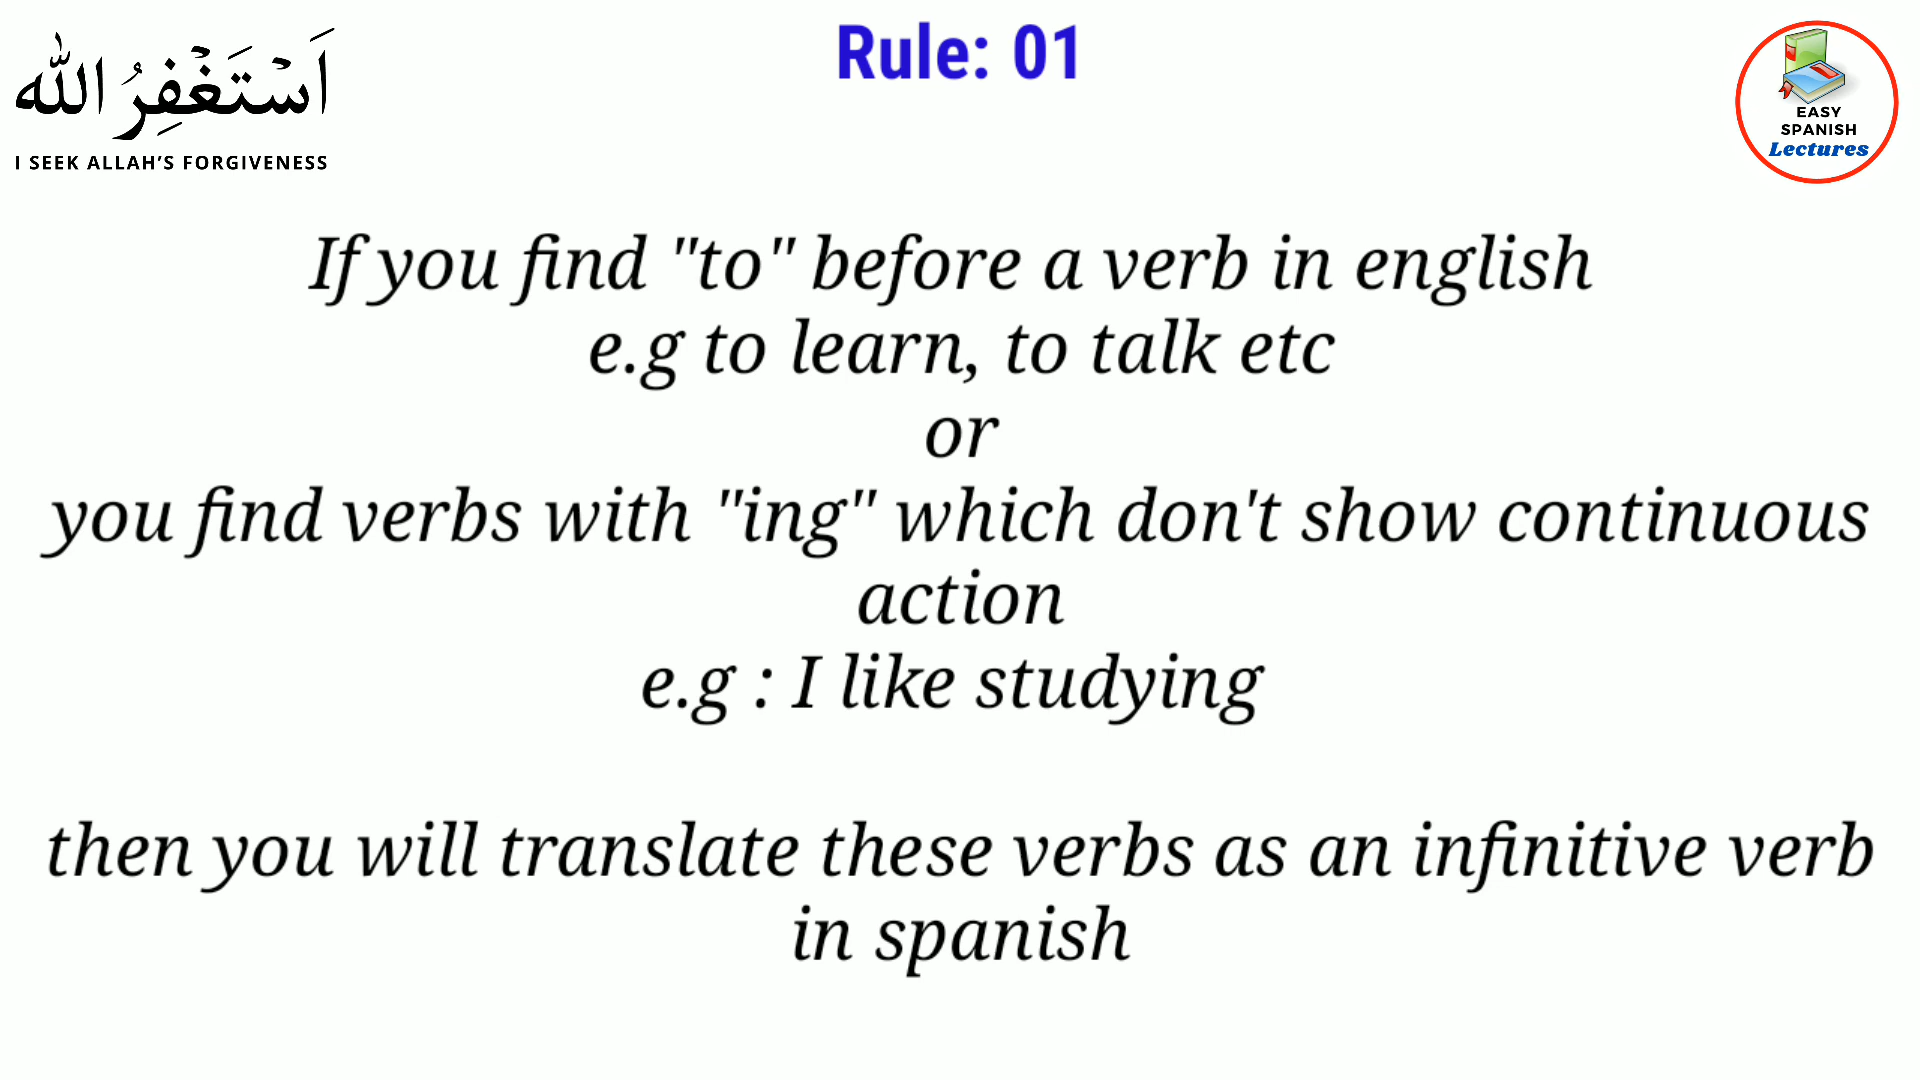 Rule: 01
اَسْتَغْفِرُ اللّٰه
I SEEK ALLAH'S FORGIVENESS
EASY
SPANISH
Lectures
If you find "to" before a verb in english
e.g to learn, to talk etc
or
you find verbs with "ing" which don't show continuous
action
e.g : I like studying
then you will translate these verbs as an infinitive verb
in spanish